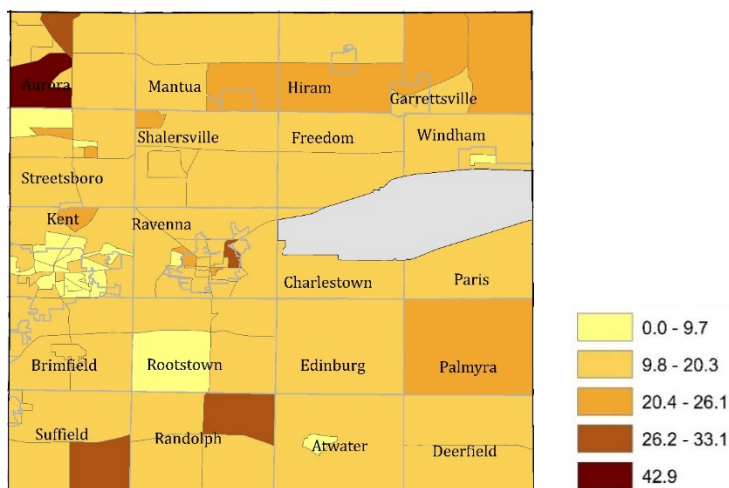 Aurora
Mantua
Hiram
Garrettsville
Shalersville
Freedom
Windham
Streetsboro
Kent
Ravenna
Charlestown
Paris
Brimfield
Rootstown
Edinburg
Palmyra
Suffield
Randolph
Atwater
Deerfield
0.0 - 9.7
9.8 - 20.3
20.4 - 26.1
26.2 - 33.1
42.9